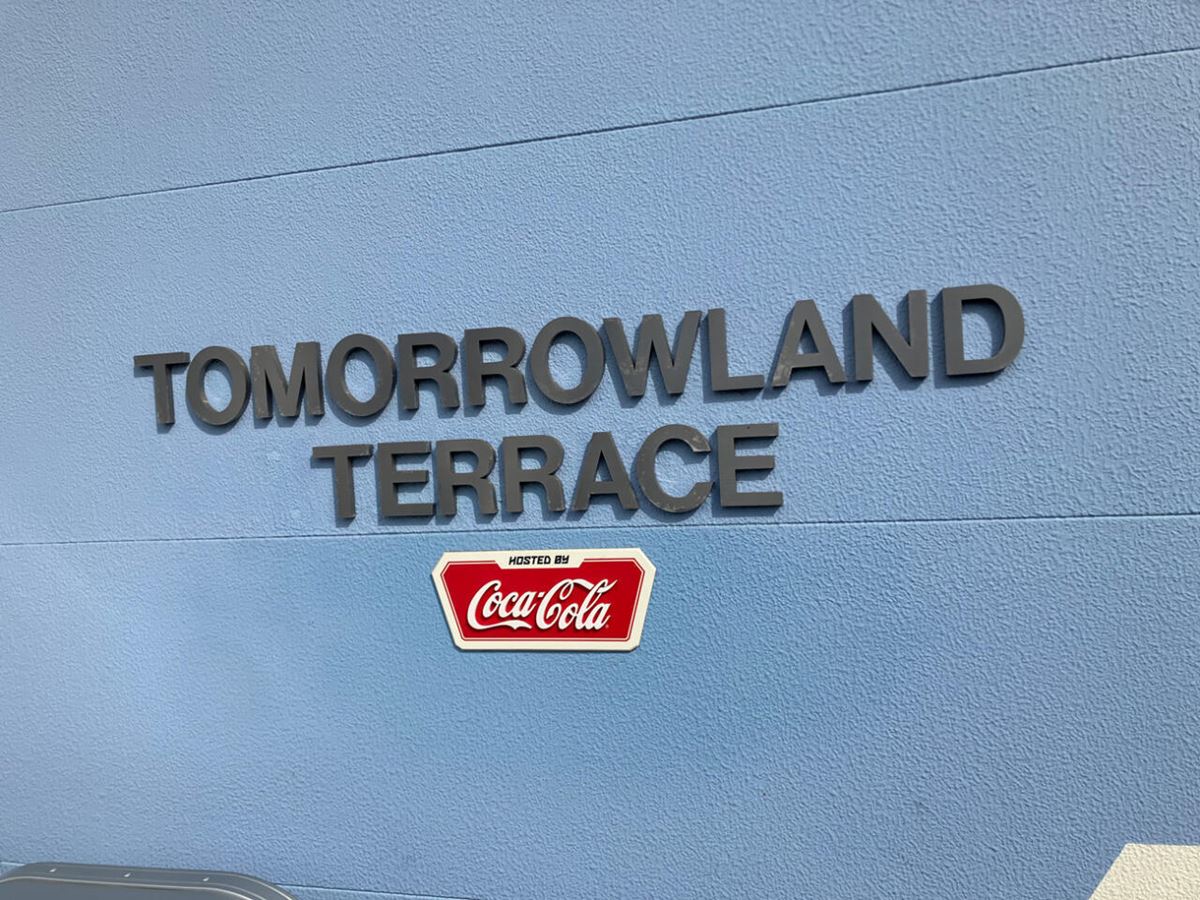 TOMORROWLAND
TERRACE
HOSTED BY
Coca-Cola